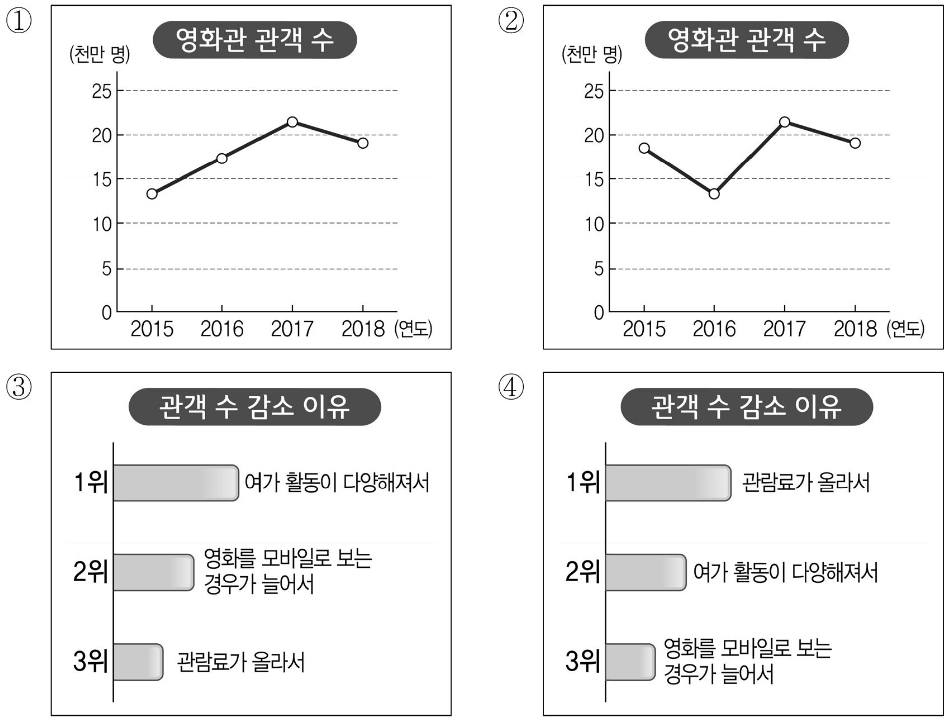 ①
영화관 관객 수
(천만 명)
25
20
15
10
5
0
2015 2016 2017 2018 (연도)
②
영화관 관객 수
(천만 명)
25
20
15
10
5
0
2015 2016 2017 2018 (연도)
③
관객 수 감소 이유
1위 여가 활동이 다양해져서
2위 영화를 모바일로 보는
경우가 늘어서
3위 관람료가 올라서
④
관객 수 감소 이유
1위 관람료가 올라서
2위 여가 활동이 다양해져서
3위 영화를 모바일로 보는
경우가 늘어서